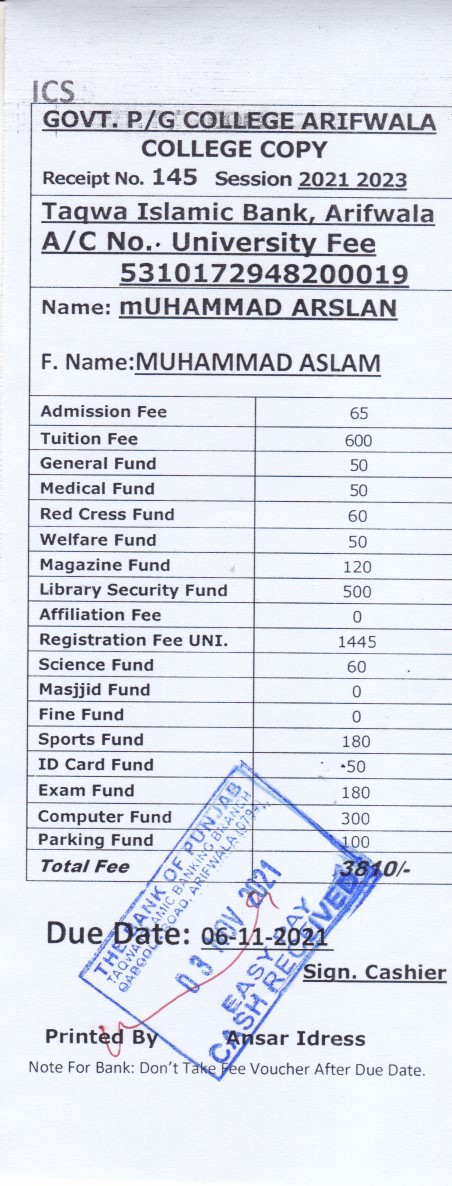 ICS
GOVT. P/G COLLEGE ARIFWALA
COLLEGE COPY
Receipt No. 145 Session 2021 2023
Taqwa Islamic Bank, Arifwala
A/C No.. University Fee
5310172948200019
Name: mUHAMMAD ARSLAN
F. Name:MUHAMMAD ASLAM
Admission Fee 65
Tuition Fee 600
General Fund 50
Medical Fund 50
Red Cress Fund 60
Welfare Fund 50
Magazine Fund 120
Library Security Fund 500
Affiliation Fee 0
Registration Fee UNI. 1445
Science Fund 60
Masjjid Fund 0
Fine Fund 0
Sports Fund 180
ID Card Fund 50
Exam Fund 180
Computer Fund 300
Parking Fund 100
Total Fee 3810/-
THE BANK OF PUNJAB
TAQWA ISLAMIC BANKING BRANCH
QABOOLA ROAD, ARIFWALA (0794)
03 NOV 2021
EASY PAY
CASH RECEIVED
Due Date: 06-11-2021
Sign. Cashier
Printed By Ansar Idress
Note For Bank: Don't Take Fee Voucher After Due Date.